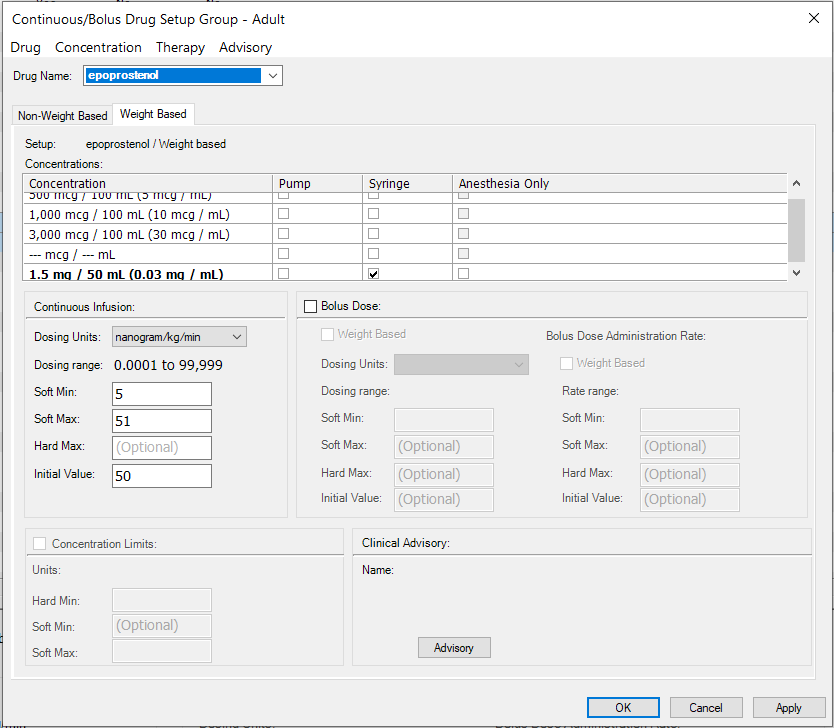 Continuous/Bolus Drug Setup Group - Adult
Drug Concentration Therapy Advisory
Drug Name: epoprostenol
Non-Weight Based Weight Based
Setup: epoprostenol / Weight based
Concentrations:
Concentration Pump Syringe Anesthesia Only
500 mcg / 100 mL (5 mcg / mL)
1,000 mcg / 100 mL (10 mcg / mL)
3,000 mcg / 100 mL (30 mcg / mL)
--- mcg / --- mL
1.5 mg / 50 mL (0.03 mg / mL)
Continuous Infusion:
Dosing Units: nanogram/kg/min
Dosing range: 0.0001 to 99,999
Soft Min: 5
Soft Max: 51
Hard Max: (Optional)
Initial Value: 50
Bolus Dose:
Weight Based
Dosing Units:
Dosing range:
Soft Min:
Soft Max: (Optional)
Hard Max: (Optional)
Initial Value: (Optional)
Bolus Dose Administration Rate:
Weight Based
Rate range:
Soft Min:
Soft Max: (Optional)
Hard Max: (Optional)
Initial Value: (Optional)
Concentration Limits:
Units:
Hard Min:
Soft Min: (Optional)
Soft Max:
Clinical Advisory:
Name:
Advisory
OK Cancel Apply